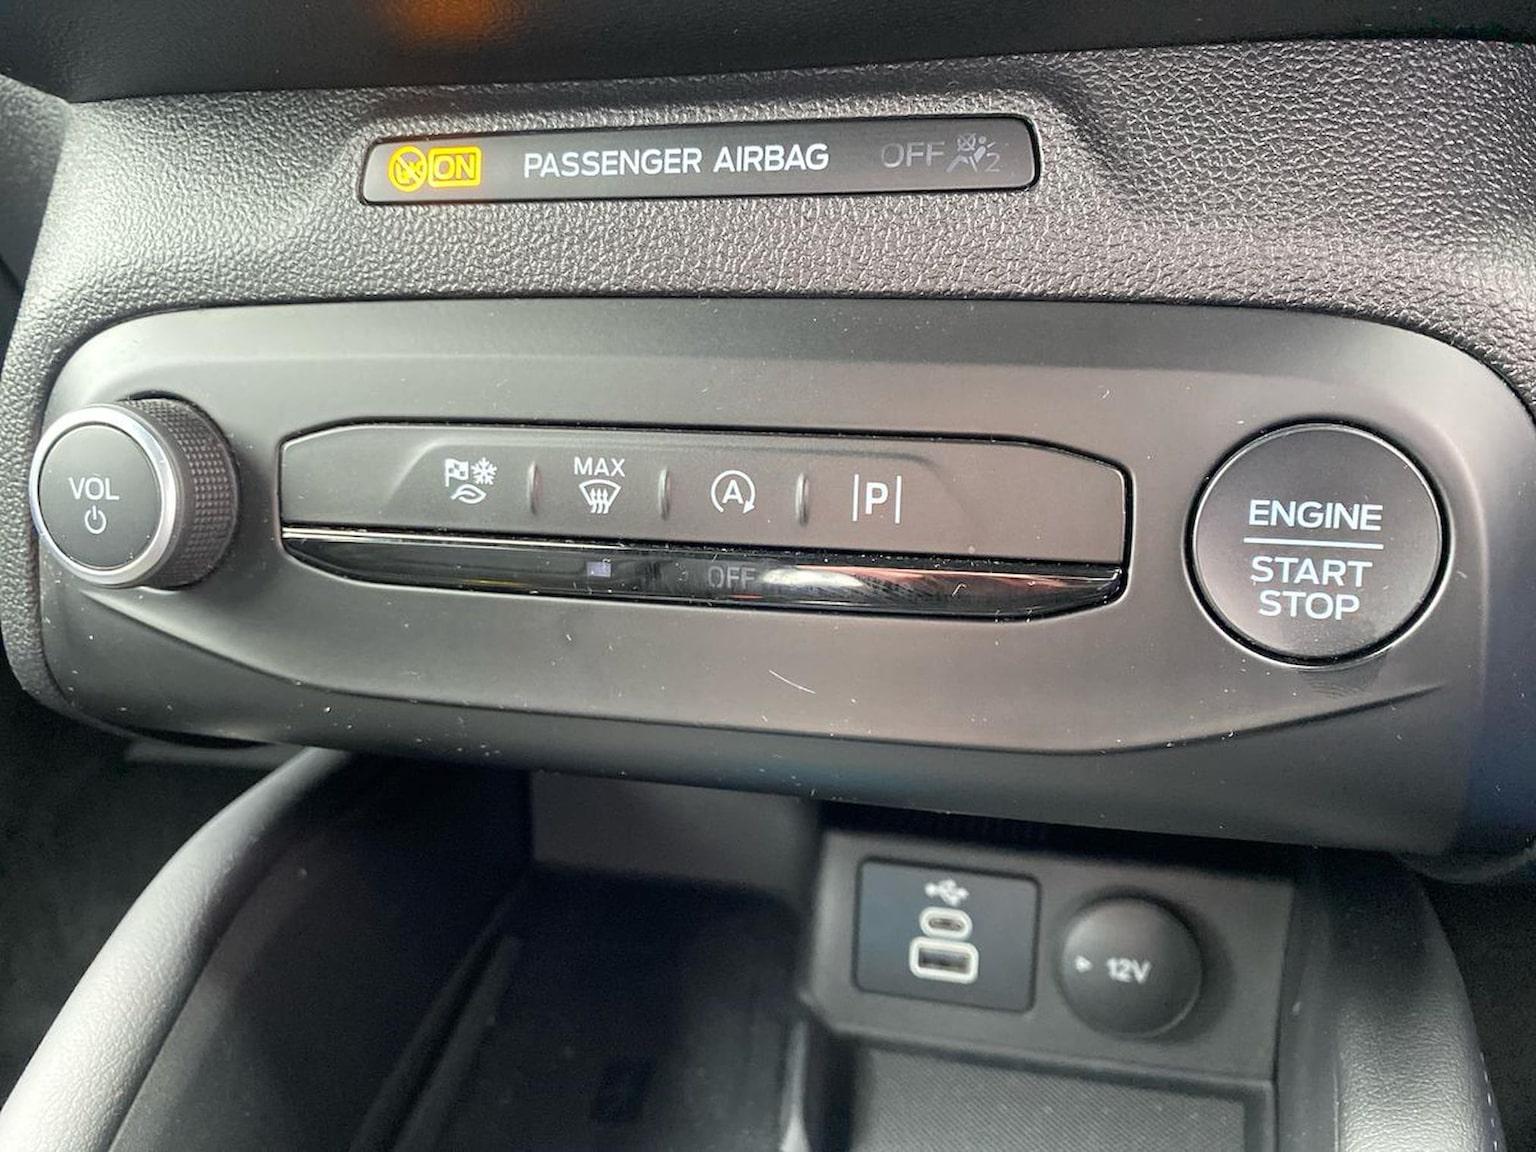 ON PASSENGER AIRBAG OFF 2
VOL
MAX
A
P
OFF
ENGINE
START
STOP
12V